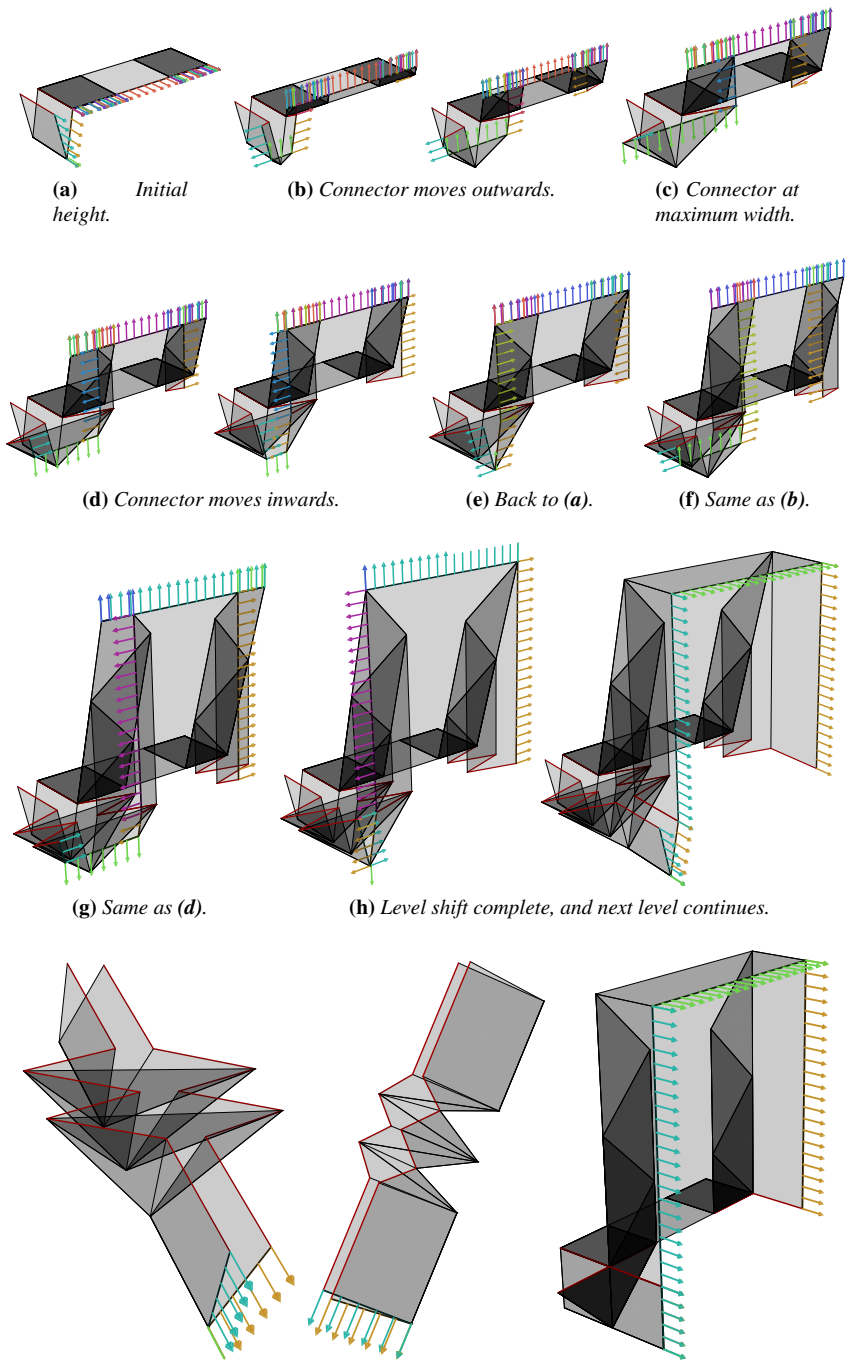 (a) Initial
height.
(b) Connector moves outwards.
(c) Connector at
maximum width.
(d) Connector moves inwards.
(e) Back to (a).
(f) Same as (b).
(g) Same as (d).
(h) Level shift complete, and next level continues.